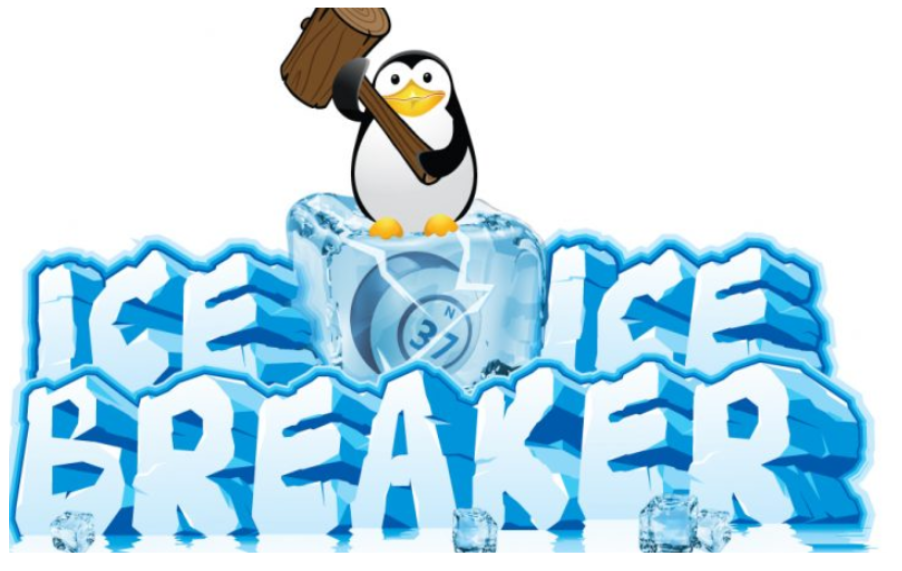 ICE ICE
N
37
BREAKER